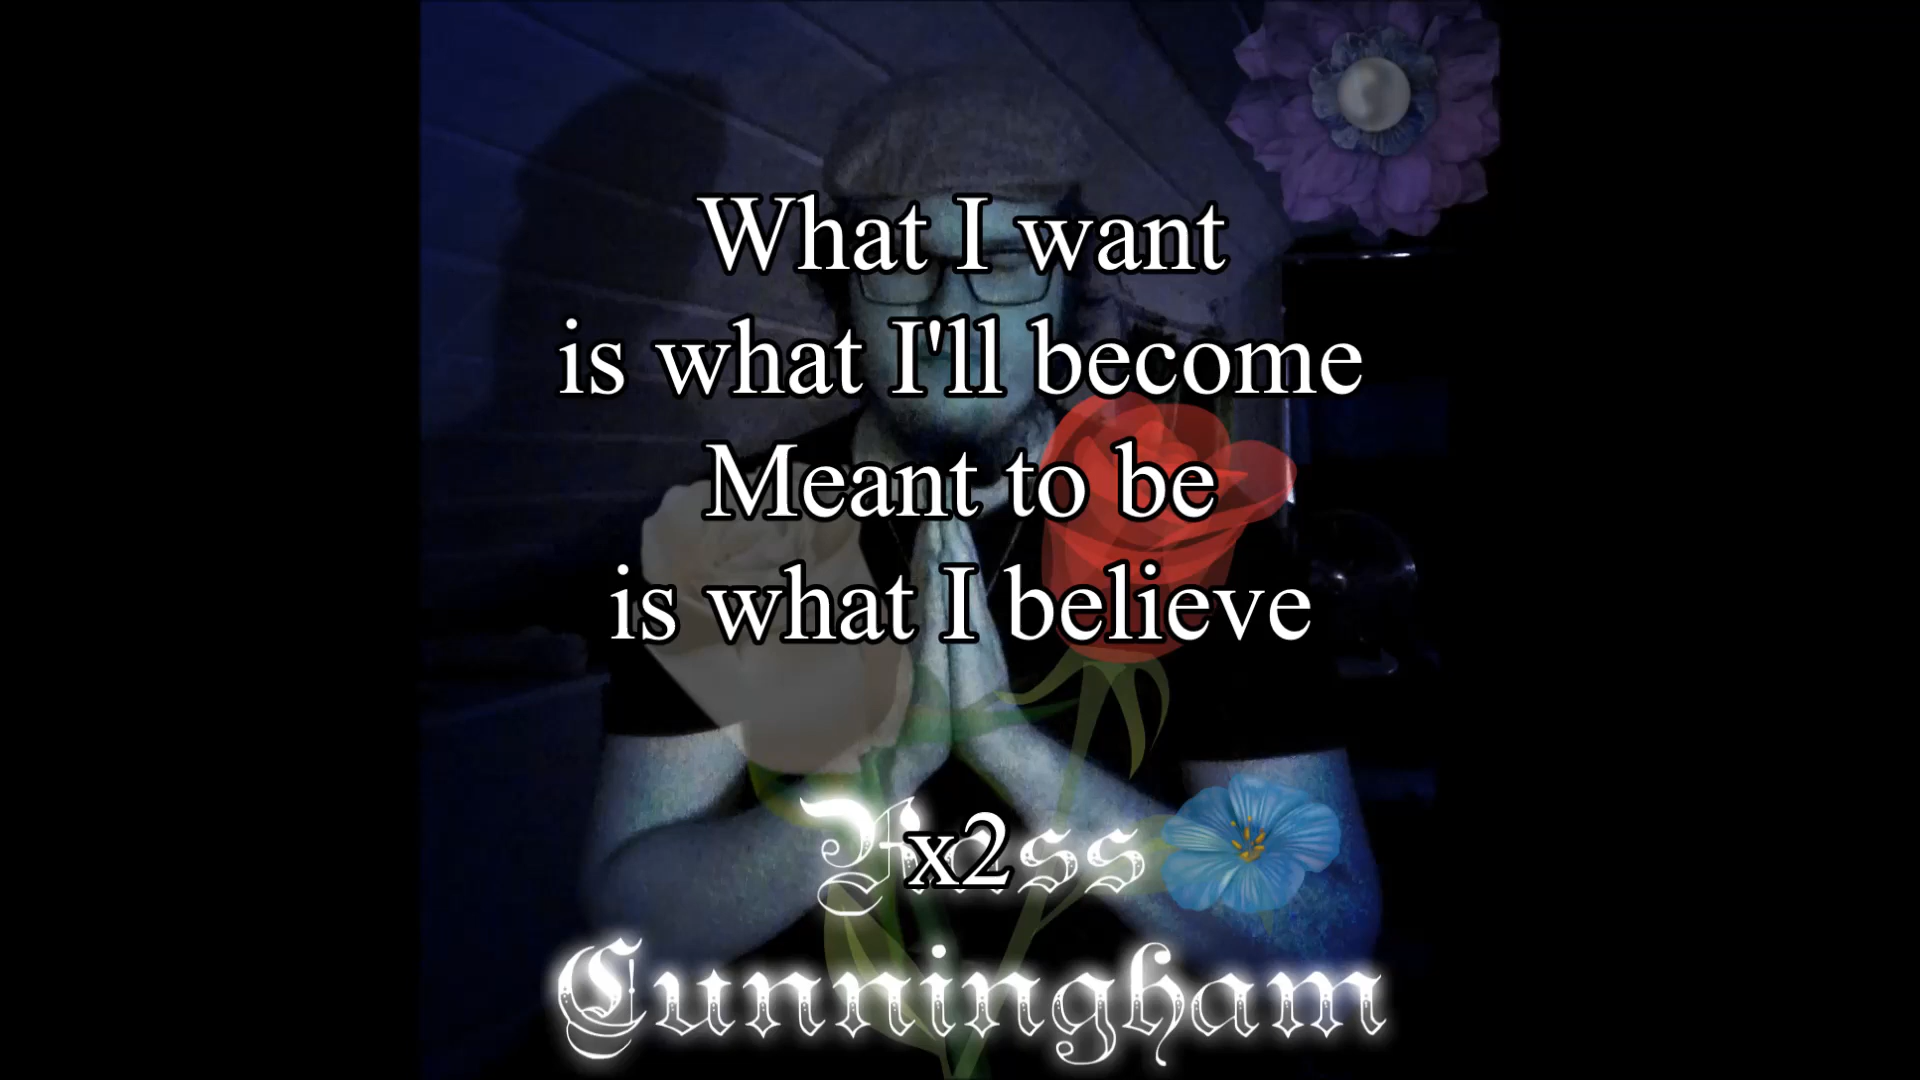 What I want
is what I'll become
Meant to be
is what I believe
x2
Cunningham